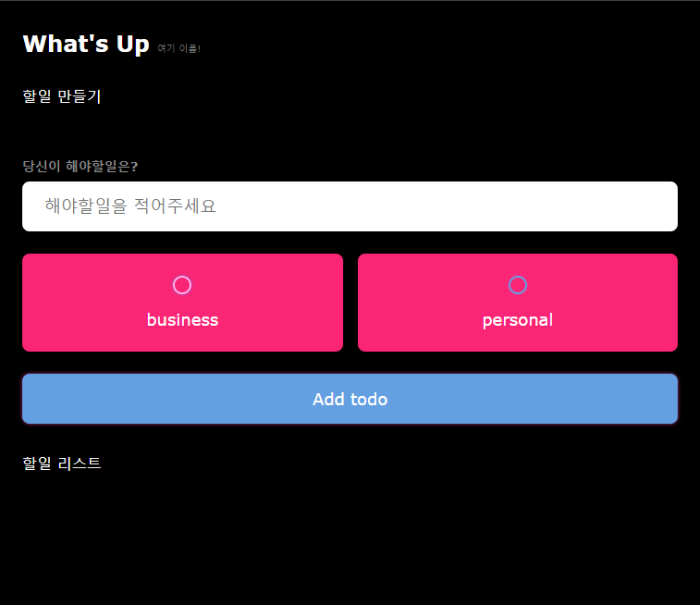 What's Up 여기 이름!
할일 만들기
당신이 해야할일은?
해야할일을 적어주세요
business personal
Add todo
할일 리스트